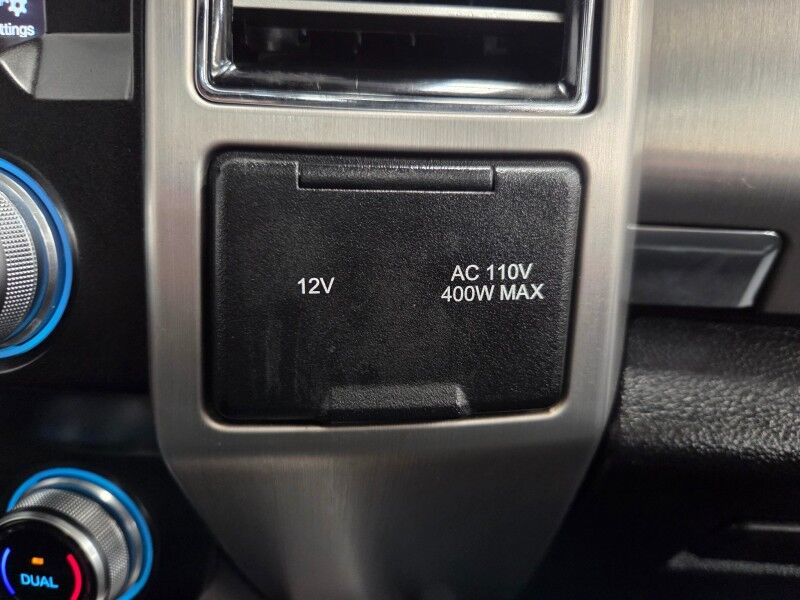 ttings
12V
AC 110V
400W MAX
DUAL